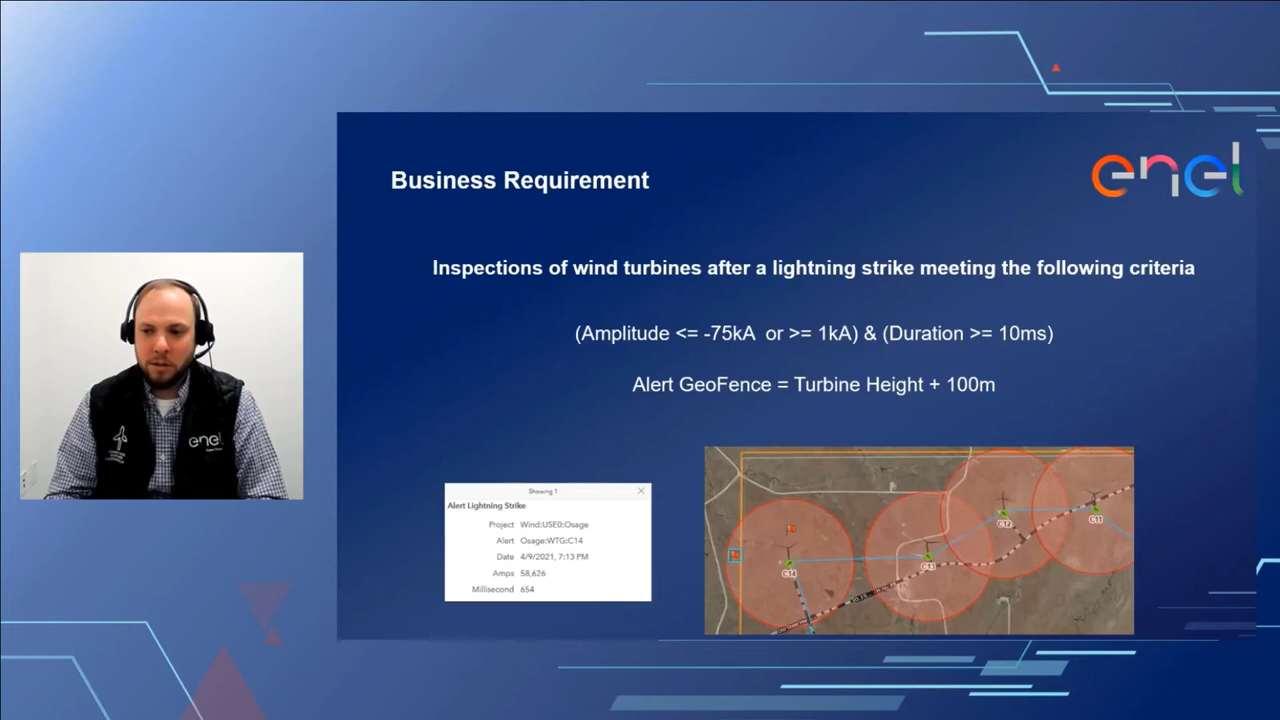 Business Requirement
enel
Inspections of wind turbines after a lightning strike meeting the following criteria
(Amplitude <= -75kA or >= 1kA) & (Duration >= 10ms)
Alert GeoFence = Turbine Height + 100m
enel
Showing 1
Alert Lightning Strike
Project Wind:USE0:Osage
Alert Osage:WTG:C14
Date 4/9/2021, 7:13 PM
Amps 58,626
Millisecond 654
C14
C13
C12
C11